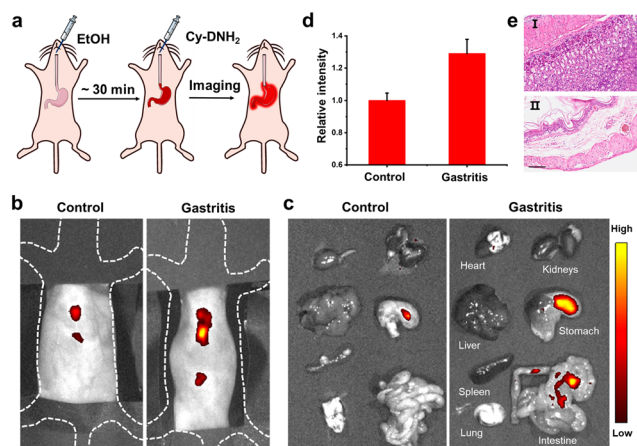 a
EtOH
~ 30 min
Cy-DNH₂
Imaging
b
Control
Gastritis
c
Control
Gastritis
Heart
Kidneys
Liver
Stomach
Spleen
Lung
Intestine
High
Low
d
Relative intensity
1.4
1.2
1.0
0.8
0.6
Control
Gastritis
e
I
II